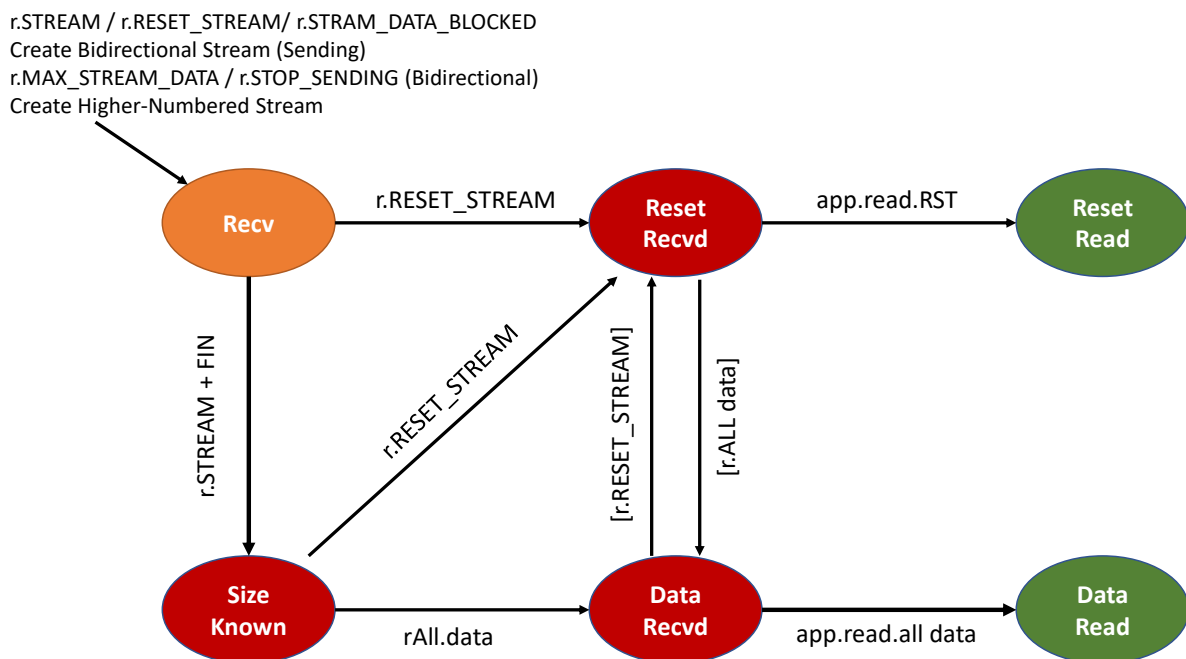 r.STREAM / r.RESET_STREAM/ r.STRAM_DATA_BLOCKED
Create Bidirectional Stream (Sending)
r.MAX_STREAM_DATA / r.STOP_SENDING (Bidirectional)
Create Higher-Numbered Stream
Recv
r.RESET_STREAM
Reset
Recvd
app.read.RST
Reset
Read
r.STREAM + FIN
r.RESET_STREAM
[r.RESET_STREAM]
[r.ALL data]
Size
Known
rAll.data
Data
Recvd
app.read.all data
Data
Read